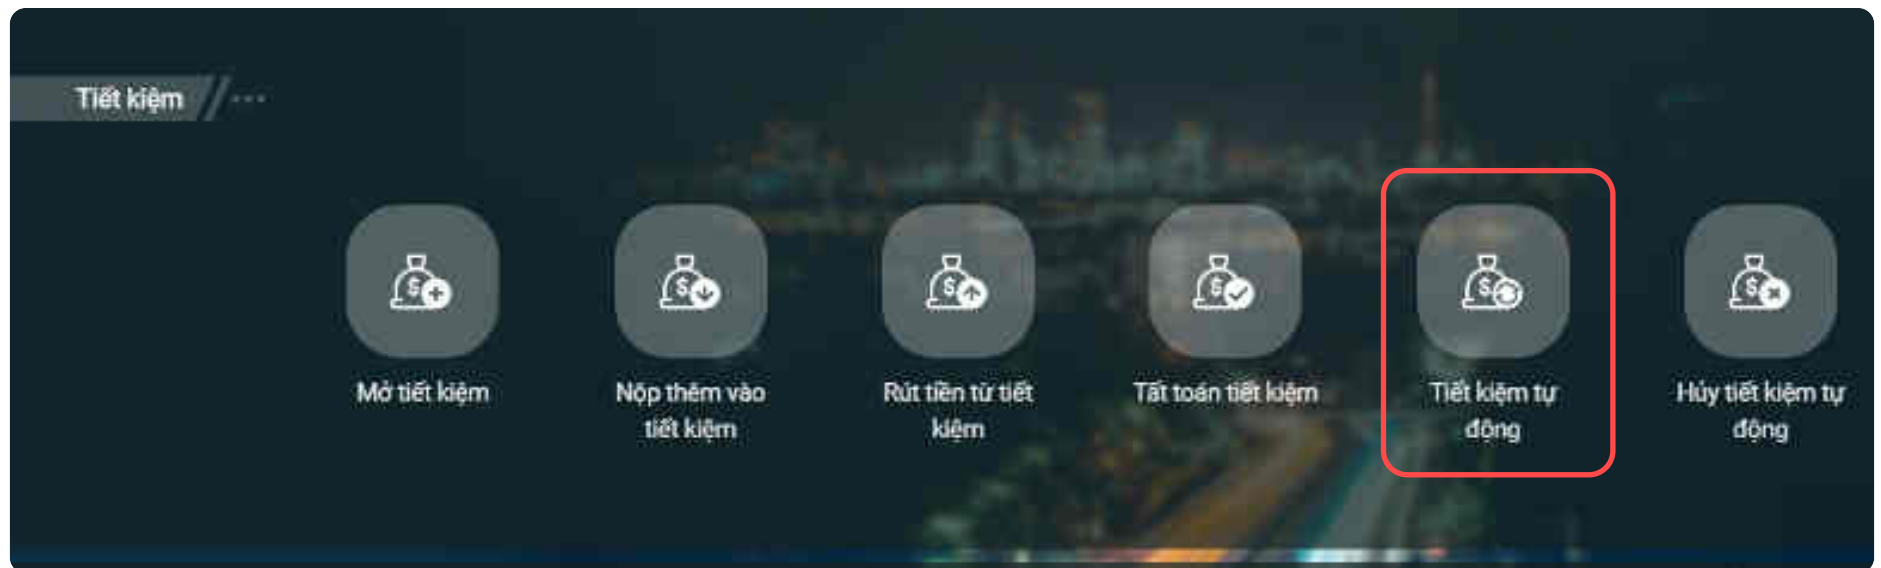 Tiết kiệm
Mở tiết kiệm
Nộp thêm vào
tiết kiệm
Rút tiền từ tiết
kiệm
Tất toán tiết kiệm
Tiết kiệm tự
động
Hủy tiết kiệm tự
động